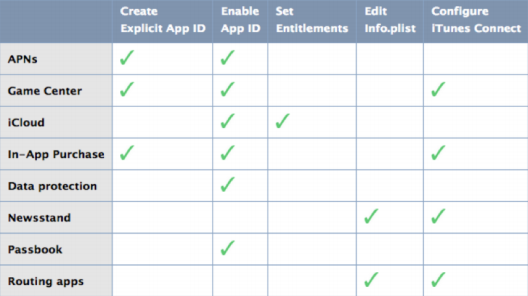 Create Enable Set Edit Configure
Explicit App ID App ID Entitlements Info.plist iTunes Connect
APNs ✓ ✓
Game Center ✓ ✓ ✓
iCloud ✓ ✓
In-App Purchase ✓ ✓ ✓
Data protection ✓
Newsstand ✓ ✓
Passbook ✓
Routing apps ✓ ✓